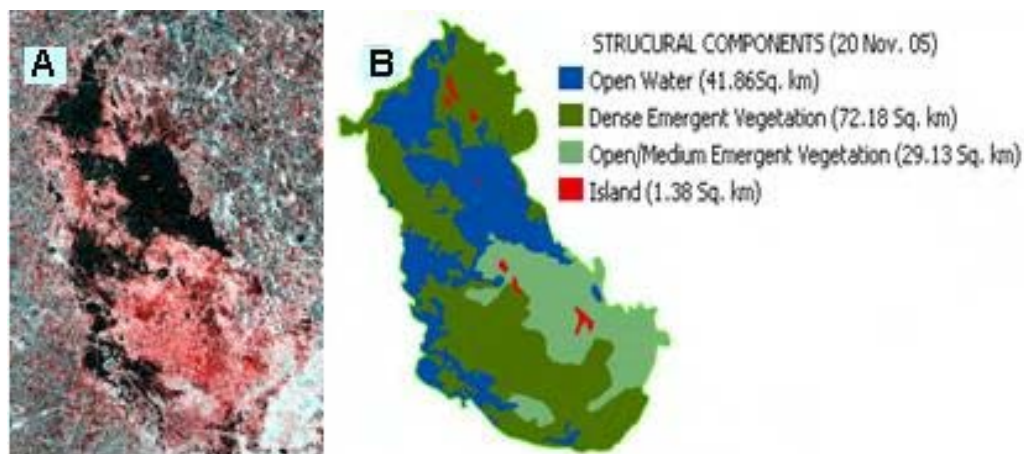 A
B
STRUCURAL COMPONENTS (20 Nov. 05)
Open Water (41.86Sq. km)
Dense Emergent Vegetation (72.18 Sq. km)
Open/Medium Emergent Vegetation (29.13 Sq. km)
Island (1.38 Sq. km)